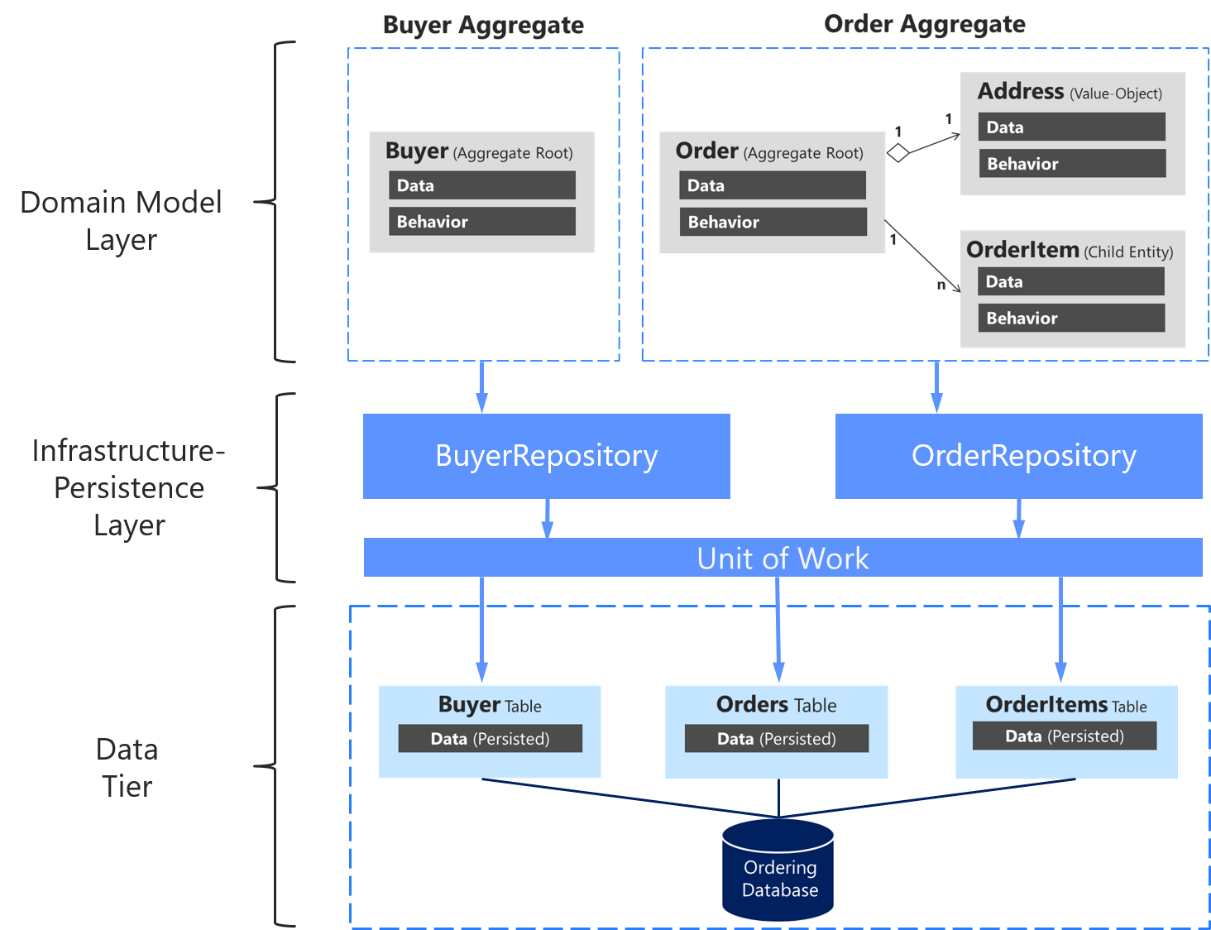 Buyer Aggregate
Order Aggregate
Domain Model
Layer
Buyer (Aggregate Root)
Data
Behavior
Order (Aggregate Root)
Data
Behavior
1
1
1
n
Address (Value-Object)
Data
Behavior
OrderItem (Child Entity)
Data
Behavior
Infrastructure-
Persistence
Layer
BuyerRepository
OrderRepository
Unit of Work
Data
Tier
Buyer Table
Data (Persisted)
Orders Table
Data (Persisted)
OrderItems Table
Data (Persisted)
Ordering
Database